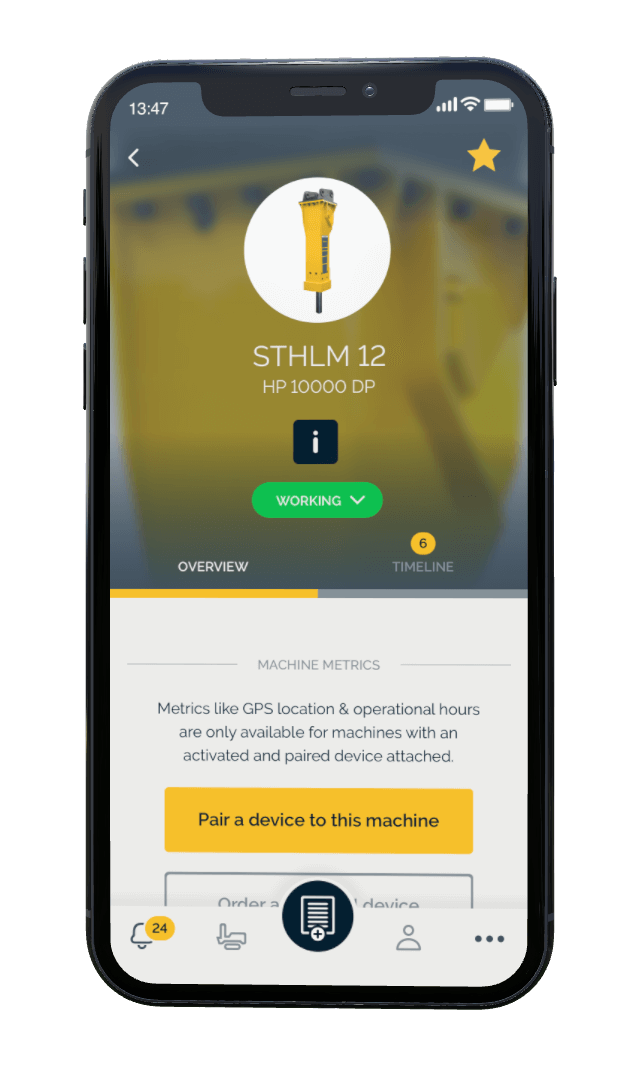 13:47
STHLM 12
HP 10000 DP
i
WORKING
6
OVERVIEW
TIMELINE
MACHINE METRICS
Metrics like GPS location & operational hours
are only available for machines with an
activated and paired device attached.
Pair a device to this machine
Order a device
24